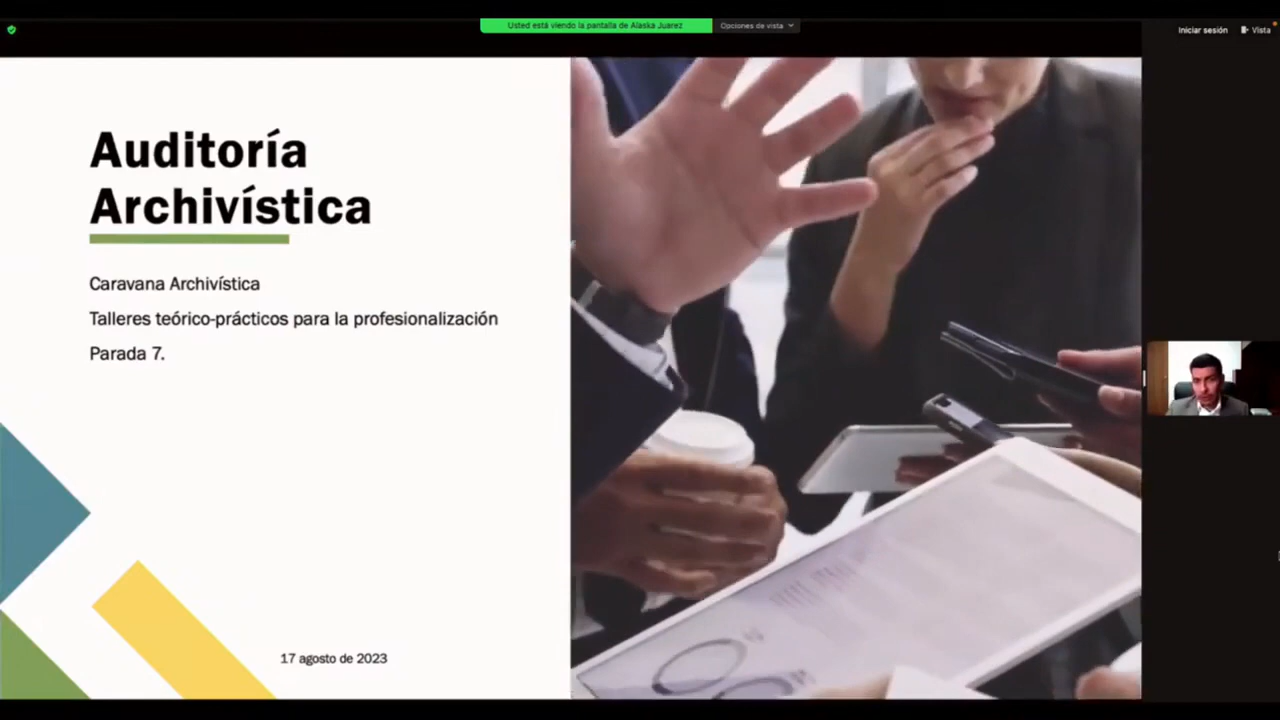 Usted está viendo la pantalla de Alaska Juarez
Opciones de vista
Iniciar sesión
Vista
Auditoría
Archivística
Caravana Archivística
Talleres teórico-prácticos para la profesionalización
Parada 7.
17 agosto de 2023